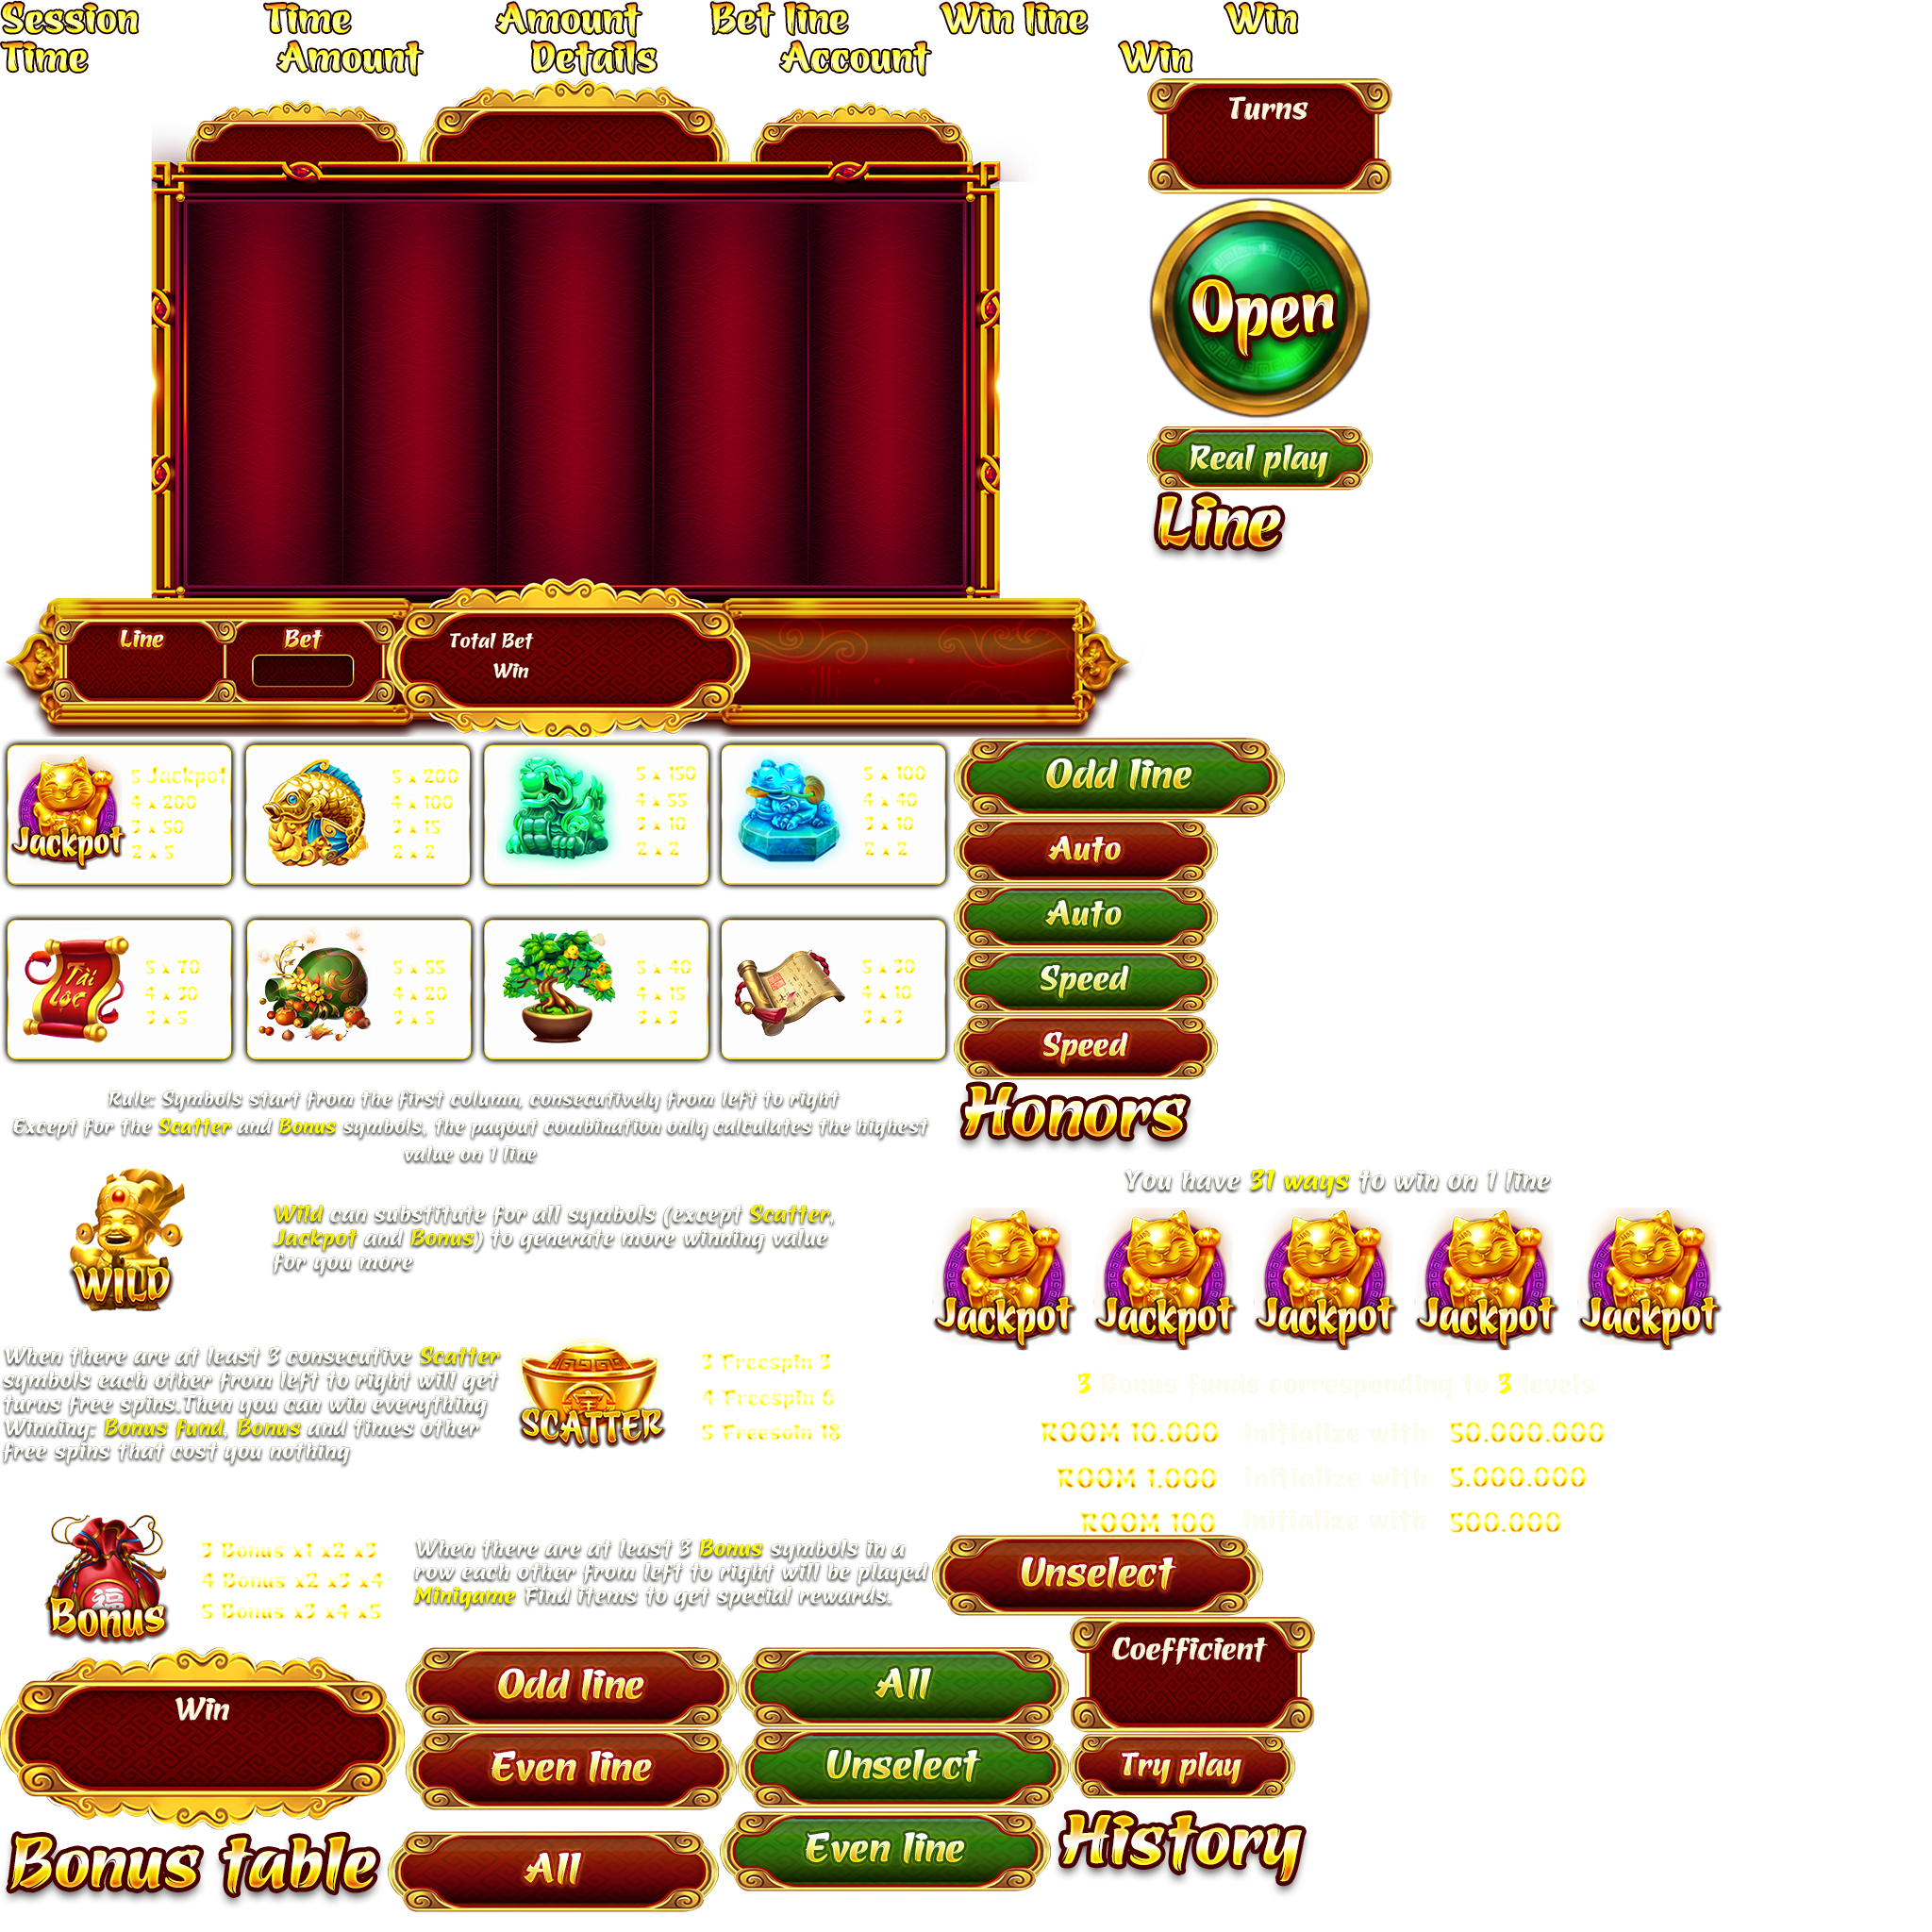 Session Time Amount Bet line Win line Win
Time Amount Details Account Win
Turns
Open
Real play
Line
Line Bet Total Bet
Win
Jackpot
5 Jackpot
4 x 200
3 x 50
2 x 5
5 x 200
4 x 100
3 x 15
2 x 2
5 x 150
4 x 55
3 x 10
2 x 2
5 x 100
4 x 40
3 x 10
2 x 2
Odd line
Auto
Auto
Speed
Speed
Tài
Lộc
5 x 70
4 x 30
3 x 5
5 x 55
4 x 20
3 x 5
5 x 40
4 x 15
3 x 3
5 x 30
4 x 10
3 x 3
Honors
Rule: Symbols start from the first column, consecutively from left to right
Except for the Scatter and Bonus symbols, the payout combination only calculates the highest
value on 1 line
WILD
Wild can substitute for all symbols (except Scatter,
Jackpot and Bonus) to generate more winning value
for you more
You have 31 ways to win on 1 line
Jackpot Jackpot Jackpot Jackpot Jackpot
When there are at least 3 consecutive Scatter
symbols each other from left to right will get
turns free spins.Then you can win everything
Winning: Bonus fund, Bonus and times other
free spins that cost you nothing
SCATTER
3 Freespin 3
4 Freespin 6
5 Freespin 18
3 Bonus funds corresponding to 3 levels
ROOM 10.000 Initialize with 50.000.000
ROOM 1.000 Initialize with 5.000.000
ROOM 100 Initialize with 500.000
Bonus
3 Bonus x1 x2 x3
4 Bonus x2 x3 x4
5 Bonus x3 x4 x5
When there are at least 3 Bonus symbols in a
row each other from left to right will be played
Minigame Find items to get special rewards.
Unselect
Coefficient
Win
Odd line
All
Even line
Unselect
Try play
Bonus table
All
Even line
History